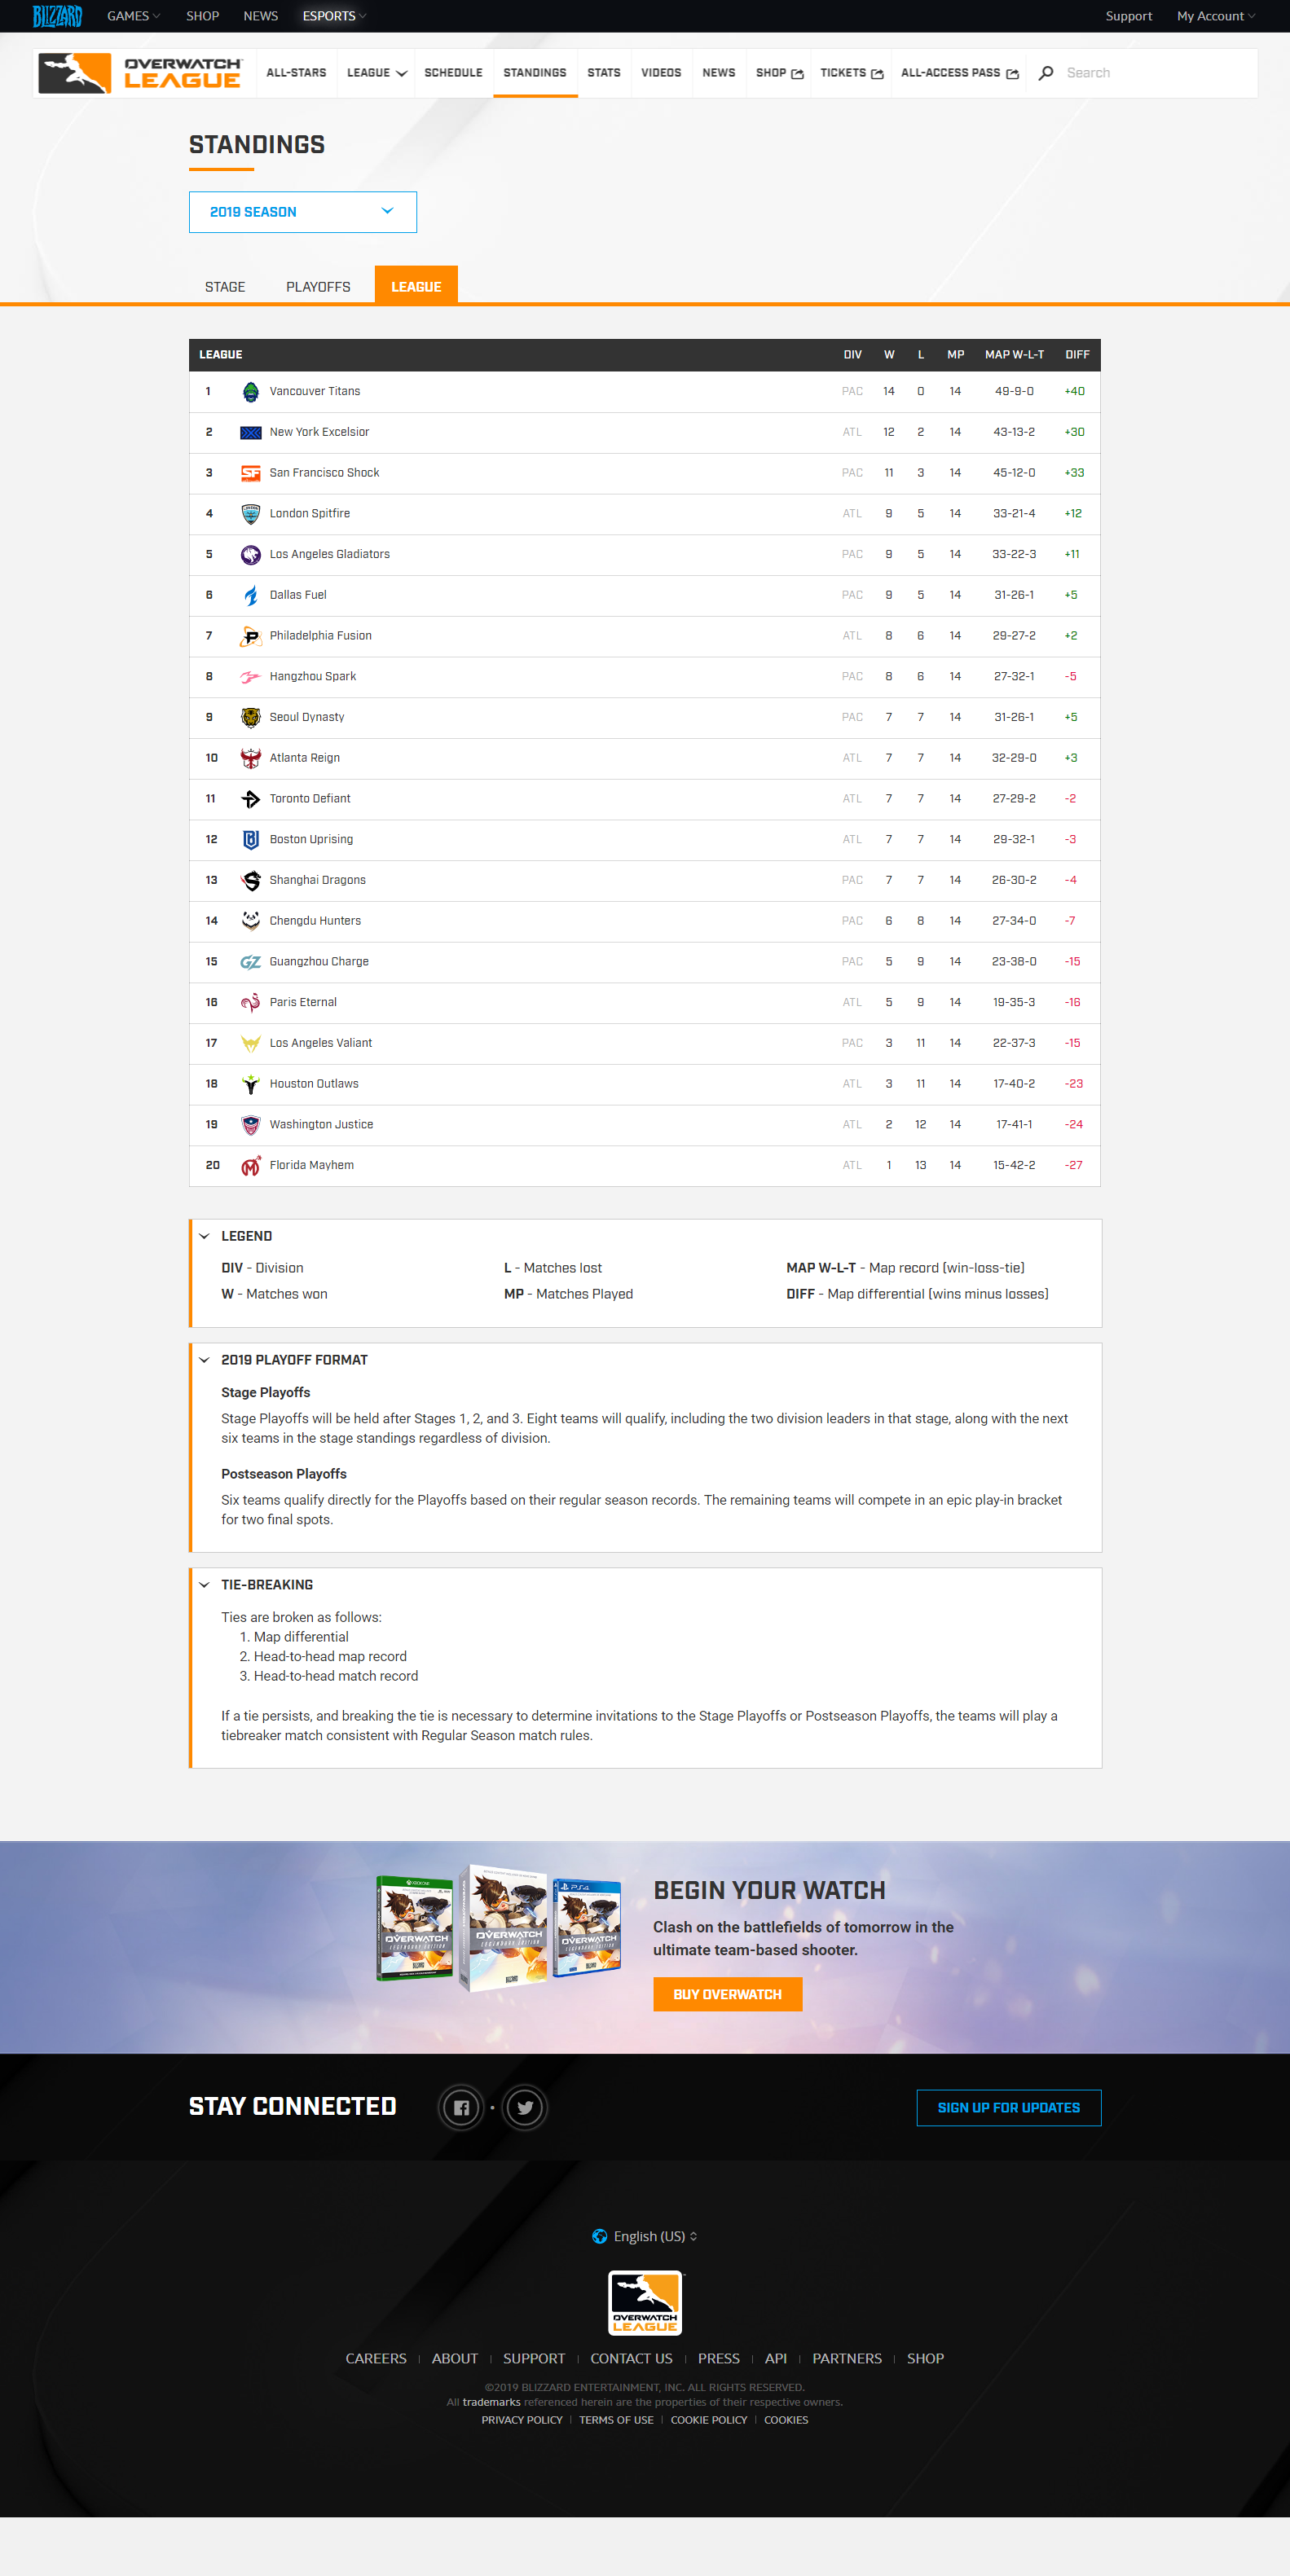 BLIZZARD GAMES SHOP NEWS ESPORTS Support My Account
OVERWATCH LEAGUE ALL-STARS LEAGUE SCHEDULE STANDINGS STATS VIDEOS NEWS SHOP TICKETS ALL-ACCESS PASS Search
STANDINGS
2019 SEASON
STAGE PLAYOFFS LEAGUE
LEAGUE DIV W L MP MAP W-L-T DIFF
1 Vancouver Titans PAC 14 0 14 49-9-0 +40
2 New York Excelsior ATL 12 2 14 43-13-2 +30
3 San Francisco Shock PAC 11 3 14 45-12-0 +33
4 London Spitfire ATL 9 5 14 33-21-4 +12
5 Los Angeles Gladiators PAC 9 5 14 33-22-3 +11
6 Dallas Fuel PAC 9 5 14 31-26-1 +5
7 Philadelphia Fusion ATL 8 6 14 29-27-2 +2
8 Hangzhou Spark PAC 8 6 14 27-32-1 -5
9 Seoul Dynasty PAC 7 7 14 31-26-1 +5
10 Atlanta Reign ATL 7 7 14 32-29-0 +3
11 Toronto Defiant ATL 7 7 14 27-29-2 -2
12 Boston Uprising ATL 7 7 14 29-32-1 -3
13 Shanghai Dragons PAC 7 7 14 26-30-2 -4
14 Chengdu Hunters PAC 6 8 14 27-34-0 -7
15 Guangzhou Charge PAC 5 9 14 23-38-0 -15
16 Paris Eternal ATL 5 9 14 19-35-3 -16
17 Los Angeles Valiant PAC 3 11 14 22-37-3 -15
18 Houston Outlaws ATL 3 11 14 17-40-2 -23
19 Washington Justice ATL 2 12 14 17-41-1 -24
20 Florida Mayhem ATL 1 13 14 15-42-2 -27
LEGEND
DIV - Division L - Matches lost MAP W-L-T - Map record (win-loss-tie)
W - Matches won MP - Matches Played DIFF - Map differential (wins minus losses)
2019 PLAYOFF FORMAT
Stage Playoffs
Stage Playoffs will be held after Stages 1, 2, and 3. Eight teams will qualify, including the two division leaders in that stage, along with the next
six teams in the stage standings regardless of division.
Postseason Playoffs
Six teams qualify directly for the Playoffs based on their regular season records. The remaining teams will compete in an epic play-in bracket
for two final spots.
TIE-BREAKING
Ties are broken as follows:
1. Map differential
2. Head-to-head map record
3. Head-to-head match record
If a tie persists, and breaking the tie is necessary to determine invitations to the Stage Playoffs or Postseason Playoffs, the teams will play a
tiebreaker match consistent with Regular Season match rules.
XBOX ONE PS4
OVERWATCH LEGENDARY EDITION OVERWATCH LEGENDARY EDITION OVERWATCH LEGENDARY EDITION
BEGIN YOUR WATCH
Clash on the battlefields of tomorrow in the
ultimate team-based shooter.
BUY OVERWATCH
STAY CONNECTED SIGN UP FOR UPDATES
English (US)
OVERWATCH
LEAGUE
CAREERS | ABOUT | SUPPORT | CONTACT US | PRESS | API | PARTNERS | SHOP
©2019 BLIZZARD ENTERTAINMENT, INC. ALL RIGHTS RESERVED.
All trademarks referenced herein are the properties of their respective owners.
PRIVACY POLICY | TERMS OF USE | COOKIE POLICY | COOKIES